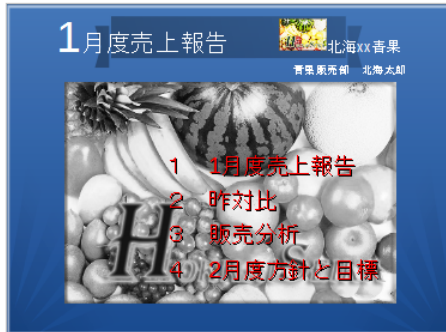 1月度売上報告
北海xx青果
青果販売部 北海太郎
1 1月度売上報告
2 昨対比
3 販売分析
4 2月度方針と目標